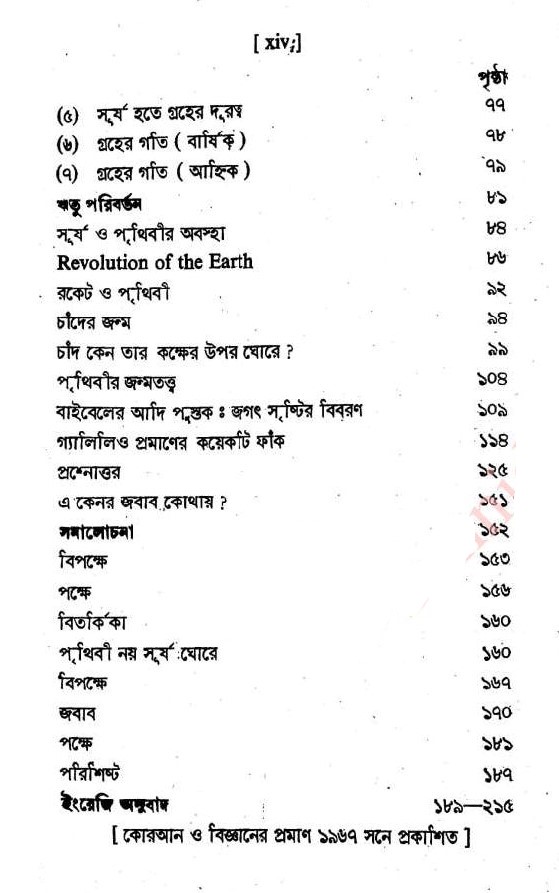 [ xiv ]
পৃষ্ঠা
(৫) সূর্য হতে গ্রহের দূরত্ব ৭৭
(৬) গ্রহের গতি ( বার্ষিক ) ৭৮
(৭) গ্রহের গতি ( আহ্নিক ) ৭৯
ঋতু পরিবর্তন ৮১
সূর্য ও পৃথিবীর অবস্থা ৮৪
Revolution of the Earth ৮৬
রকেট ও পৃথিবী ৯২
চাঁদের জন্ম ৯৪
চাঁদ কেন তার কক্ষের উপর ঘোরে ? ৯৯
পৃথিবীর জন্মতত্ত্ব ১০৪
বাইবেলের আদি পুস্তক ঃ জগৎ সৃষ্টির বিবরণ ১০৯
গ্যালিলিও প্রমাণের কয়েকটি ফাঁক ১১৪
প্রশ্নোত্তর ১২৫
এ কেনর জবাব কোথায় ? ১৫১
সমালোচনা ১৫২
বিপক্ষে ১৫৩
পক্ষে ১৫৬
বিতর্কিকা ১৬০
পৃথিবী নয় সূর্য ঘোরে ১৬০
বিপক্ষে ১৬৭
জবাব ১৭০
পক্ষে ১৮১
পরিশিষ্ট ১৮৭
ইংরেজি অনুবাদ ১৮৯—২১৫
[ কোরআন ও বিজ্ঞানের প্রমাণ ১৯৬৭ সনে প্রকাশিত ]